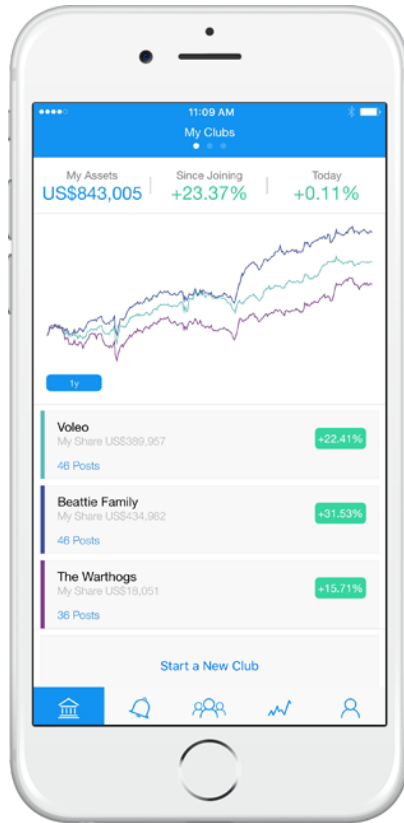 11:09 AM
My Clubs
My Assets
Since Joining
Today
US$843,005
+23.37%
+0.11%
1y
Voleo
My Share US$389,957
+22.41%
46 Posts
Beattie Family
My Share US$434,982
+31.53%
46 Posts
The Warthogs
My Share US$18,051
+15.71%
36 Posts
Start a New Club